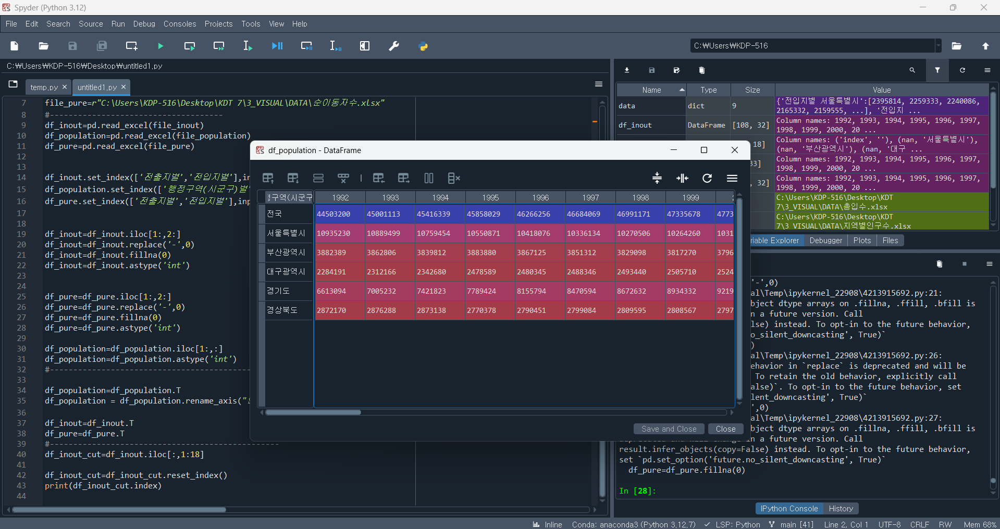 Spyder (Python 3.12)
File Edit Search Source Run Debug Consoles Projects Tools View Help
C:₩Users₩KDP-516
C:₩Users₩KDP-516₩Desktop₩untitled1.py
temp.py untitled1.py
7 file_pure=r"C:\Users\KDP-516\Desktop\KDT 7\3_VISUAL\DATA\순이동자수.xlsx"
8 #-------------------------------------
9 df_inout=pd.read_excel(file_inout)
10 df_population=pd.read_excel(file_population)
11 df_pure=pd.read_excel(file_pure)
12
13
14 df_inout.set_index(['전출지별','전입지별'],in
15 df_population.set_index(['행정구역(시군구)별'
16 df_pure.set_index(['전출지별','전입지별'],inp
17
18
19 df_inout=df_inout.iloc[1:,2:]
20 df_inout=df_inout.replace('-',0)
21 df_inout=df_inout.fillna(0)
22 df_inout=df_inout.astype('int')
23
24
25 df_pure=df_pure.iloc[1:,2:]
26 df_pure=df_pure.replace('-',0)
27 df_pure=df_pure.fillna(0)
28 df_pure=df_pure.astype('int')
29
30 df_population=df_population.iloc[1:,:]
31 df_population=df_population.astype('int')
32 #-------------------------------------------
33
34 df_population=df_population.T
35 df_population = df_population.rename_axis("
36
37 df_inout=df_inout.T
38 df_pure=df_pure.T
39 #-------------------------------------------------
40 df_inout_cut=df_inout.iloc[:,1:18]
41
42 df_inout_cut=df_inout_cut.reset_index()
43 print(df_inout_cut.index)
44
df_population - DataFrame
구역(시군구 1992 1993 1994 1995 1996 1997 1998 1999
전국 44503200 45001113 45416339 45858029 46266256 46684069 46991171 47335678 4773
서울특별시 10935230 10889499 10759454 10550871 10418076 10336134 10270506 10264260 1031
부산광역시 3882389 3862806 3839812 3883880 3867125 3851312 3829098 3817270 3796
대구광역시 2284191 2312166 2342680 2478589 2480345 2488346 2493440 2505710 2524
경기도 6613094 7005232 7421823 7789424 8155794 8470594 8672632 8934332 9219
경상북도 2872170 2876288 2873138 2770378 2790451 2799084 2809595 2808567 2797
Save and Close Close
Name Type Size Value
data dict 9 {'전입지별 서울특별시':[2395814, 2259333, 2240086,
2165332, 2159555, ...], '전입지 ...
df_inout DataFrame [108, 32] Column names: 1992, 1993, 1994, 1995, 1996, 1997,
1998, 1999, 2000, 20 ...
18] Column names: ('index', ''), (nan, '서울특별시'),
(nan, '부산광역시'), (nan, '대구 ...
33] Column names: 1992, 1993, 1994, 1995, 1996, 1997,
1998, 1999, 2000, 20 ...
, 32] Column names: 1992, 1993, 1994, 1995, 1996, 1997,
1998, 1999, 2000, 20 ...
C:\Users\KDP-516\Desktop\KDT
7\3_VISUAL\DATA\총입수.xlsx
C:\Users\KDP-516\Desktop\KDT
7\3_VISUAL\DATA\지역별인구수.xlsx
riable Explorer Debugger Plots Files
'-',0)
al\Temp\ipykernel_22908\4213915692.py:21:
bject dtype arrays on .fillna, .ffill, .bfill is
n a future version. Call
lse) instead. To opt-in to the future behavior,
o_silent_downcasting', True)`
)
al\Temp\ipykernel_22908\4213915692.py:26:
ehavior in `replace` is deprecated and will be
To retain the old behavior, explicitly call
alse)`. To opt-in to the future behavior, set
lent_downcasting', True)`
',0)
al\Temp\ipykernel_22908\4213915692.py:27:
bject dtype arrays on .fillna, .ffill, .bfill is
n a future version. Call
result.infer_objects(copy=False) instead. To opt-in to the future behavior,
set `pd.set_option('future.no_silent_downcasting', True)`
df_pure=df_pure.fillna(0)
In [28]:
IPython Console History
Inline Conda: anaconda3 (Python 3.12.7) LSP: Python main [41] Line 2, Col 1 UTF-8 CRLF RW Mem 68%